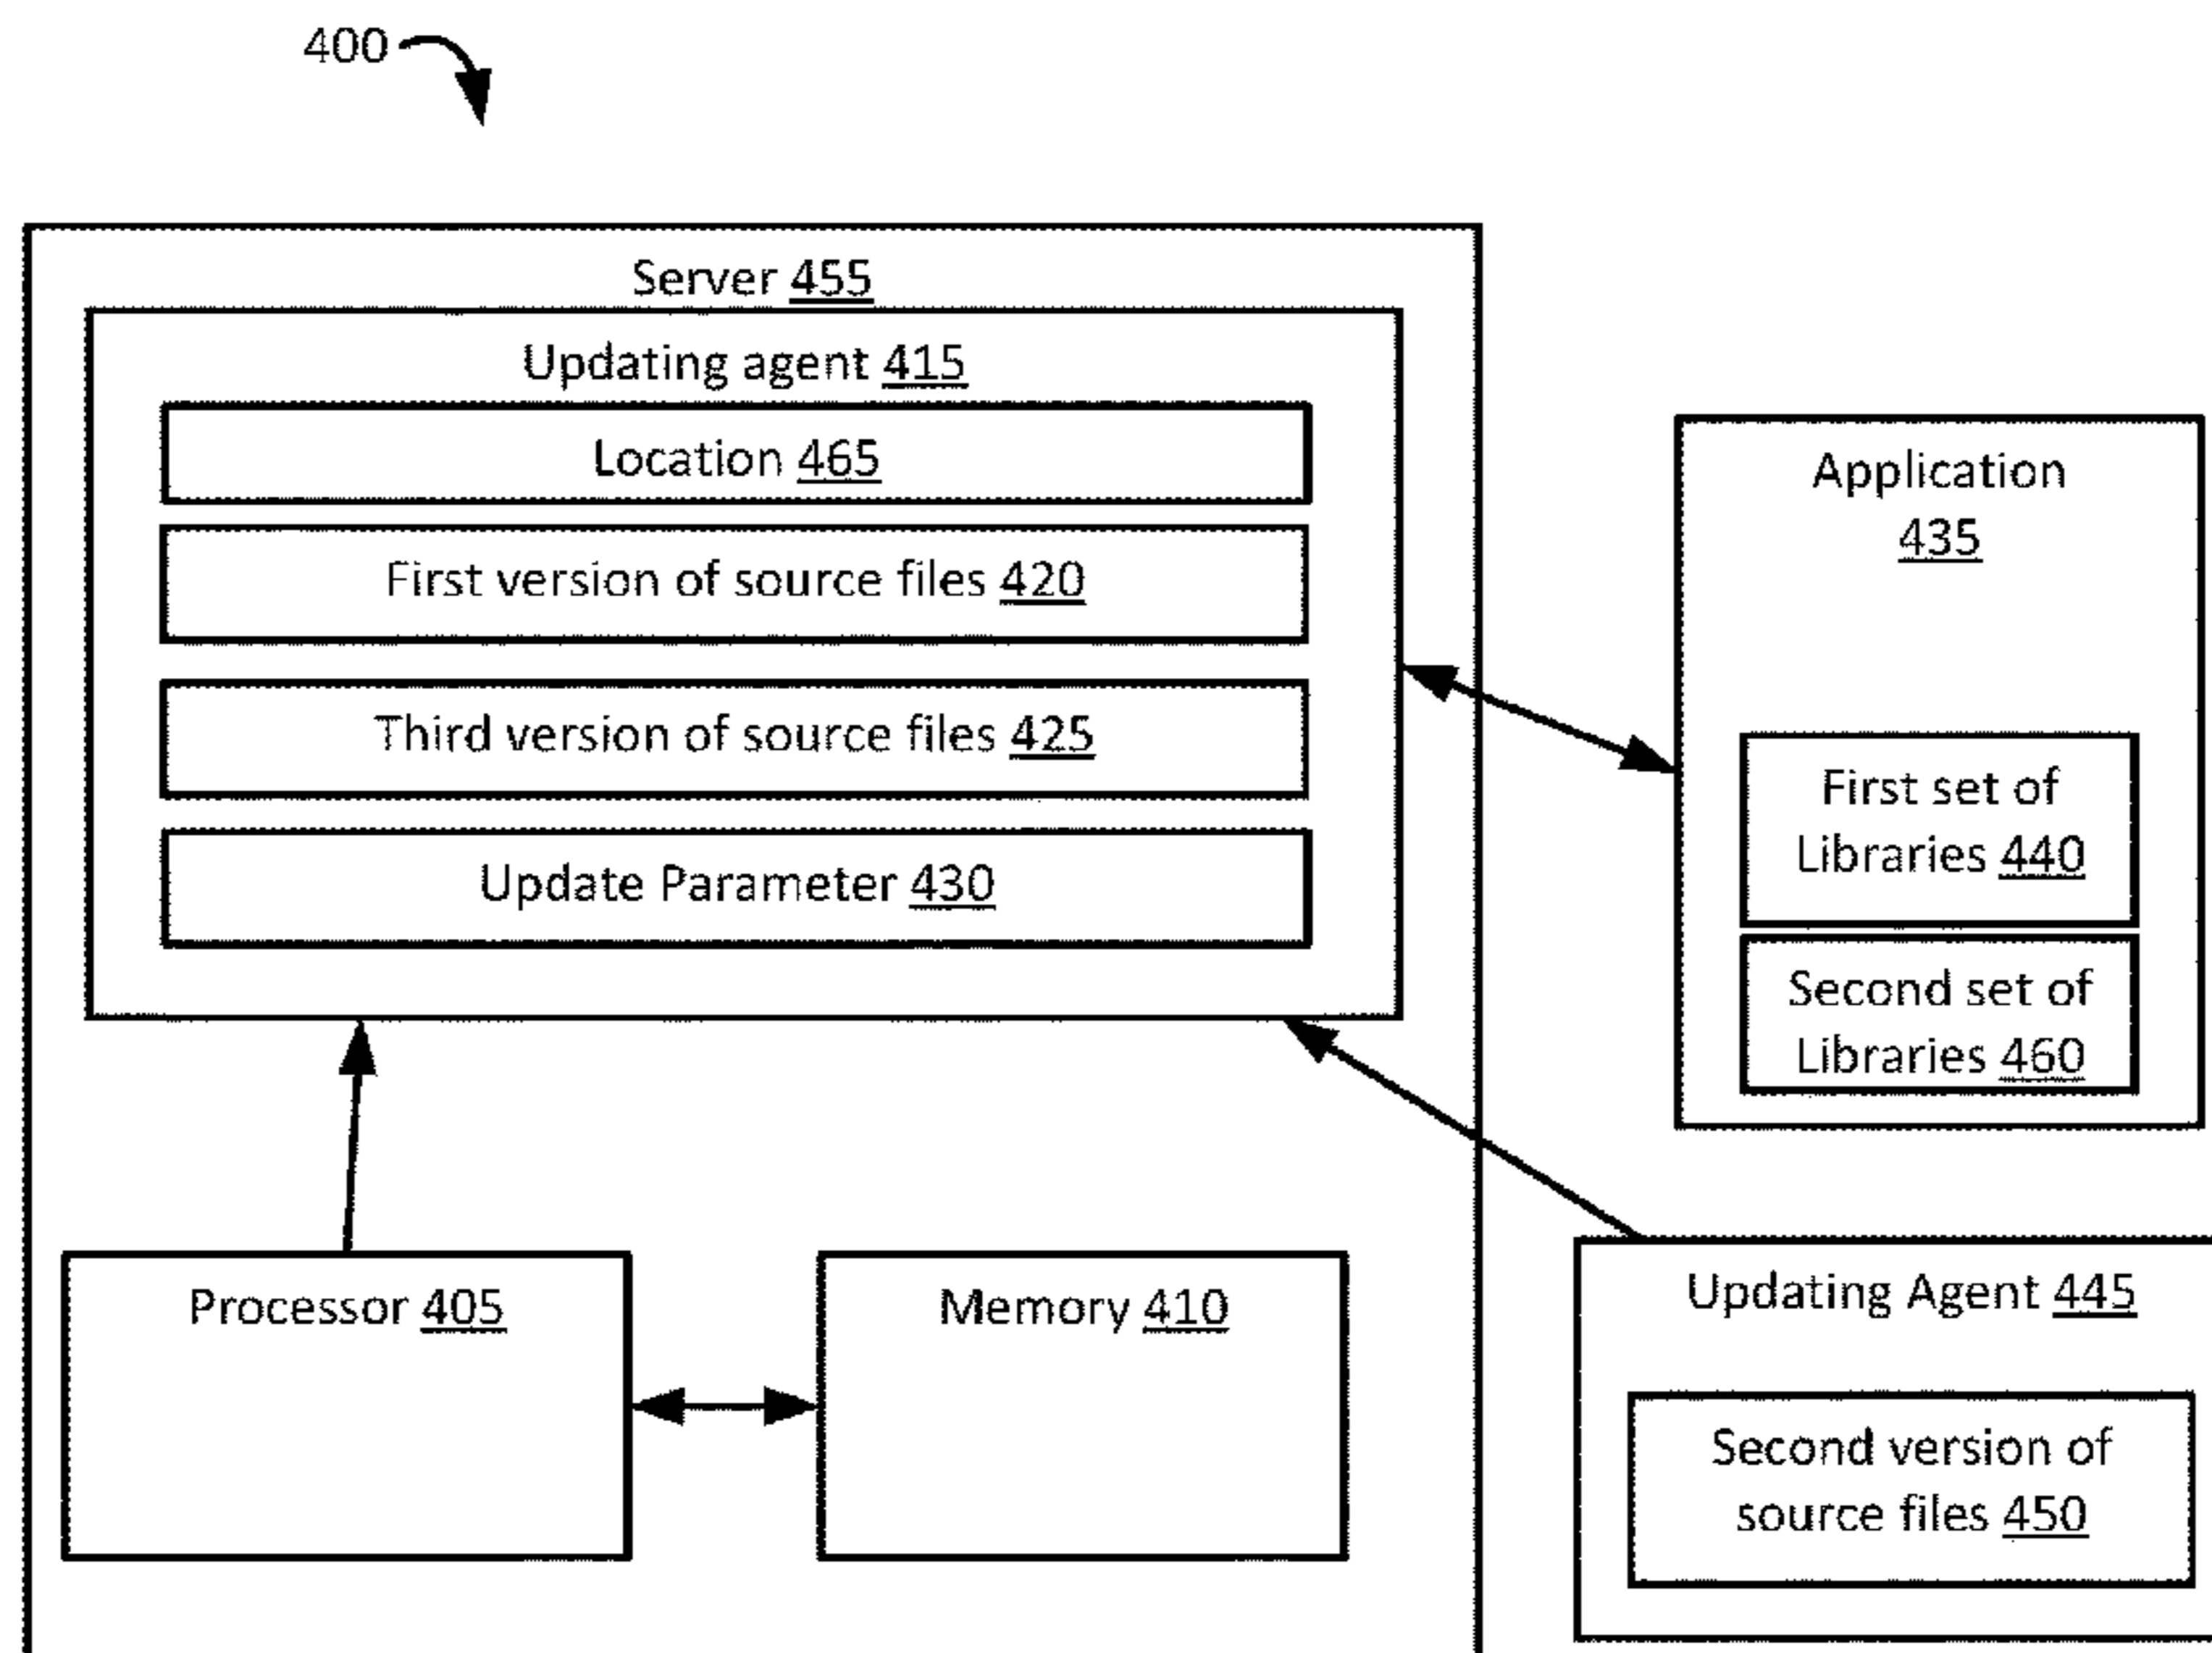 400
Server 455
Updating agent 415
Location 465
First version of source files 420
Third version of source files 425
Update Parameter 430
Application
435
First set of
Libraries 440
Second set of
Libraries 460
Processor 405
Memory 410
Updating Agent 445
Second version of
source files 450